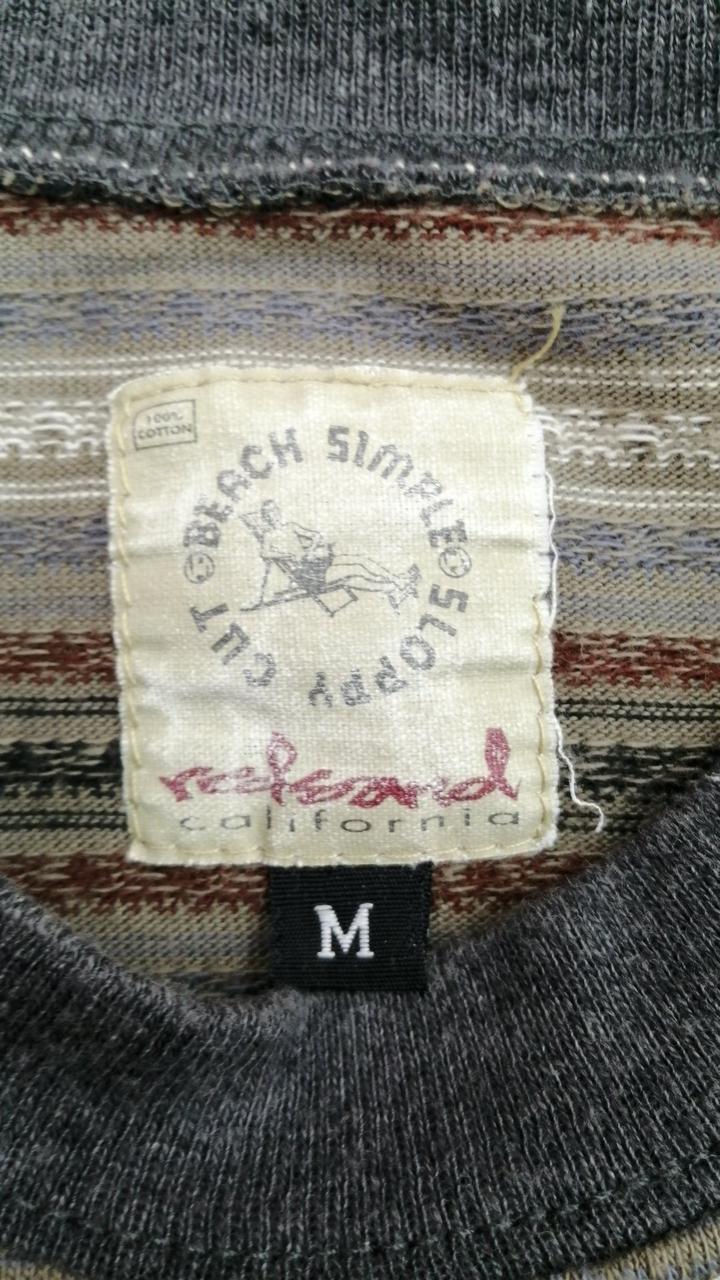 100%
COTTON
BEACH SIMPLE
SLOPPY CUT
redsand
california
M